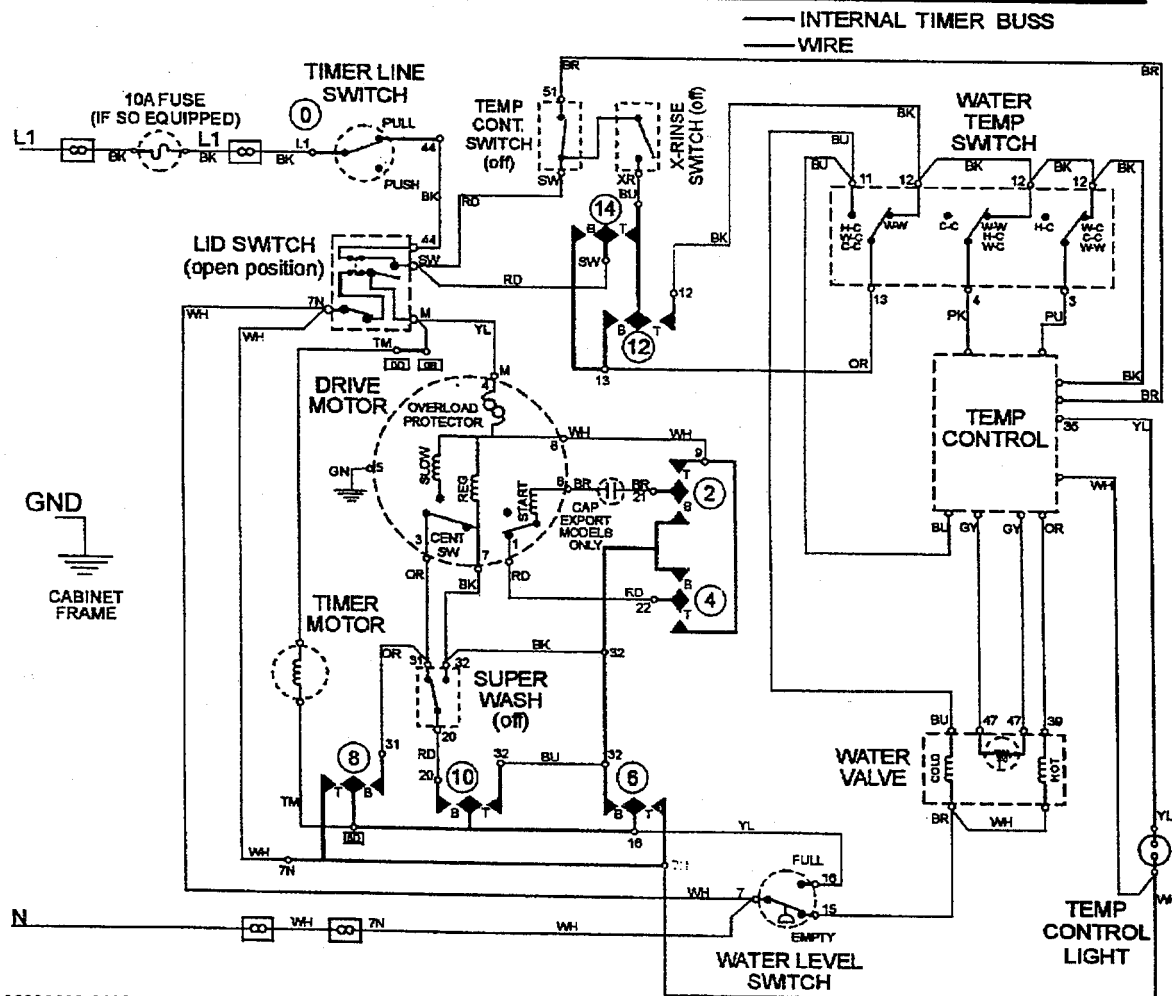 INTERNAL TIMER BUSS
WIRE
TIMER LINE
SWITCH
10A FUSE
(IF SO EQUIPPED)
L1
BK
L1
BK
BK
L1
0
PULL
PUSH
44
BK
RD
BR
51
TEMP
CONT.
SWITCH
(off)
SW
X-RINSE
SWITCH (off)
XR
BU
BR
BK
WATER
TEMP
SWITCH
BU
BU
BK
BK
BK
11
12
12
12
H-C
W-C
C-C
W-W
C-C
W-W
H-C
W-C
H-C
W-C
C-C
W-W
13
4
3
PK
PU
LID SWITCH
(open position)
44
SW
RD
14
B
T
SW
BK
12
B
T
12
13
OR
WH
WH
7N
M
YL
TM
M
4
DRIVE
MOTOR
OVERLOAD
PROTECTOR
SLOW
REG
START
GN
5
8
WH
WH
9
T
2
B
BR
BR
21
CAP
EXPORT
MODELS
ONLY
CENT
SW
3
7
1
OR
BK
RD
RD
22
B
4
T
TEMP
CONTROL
BK
BR
35
YL
WH
BU
GY
GY
OR
GND
CABINET
FRAME
TIMER
MOTOR
OR
31
32
BK
32
SUPER
WASH
(off)
20
RD
20
31
8
T
B
10
B
T
32
BU
32
6
B
T
16
YL
TM
WH
7N
7N
WATER
VALVE
BU
47
47
39
COLD
HOT
BR
WH
FULL
16
WH
7
15
EMPTY
WATER LEVEL
SWITCH
N
WH
7N
WH
YL
TEMP
CONTROL
LIGHT